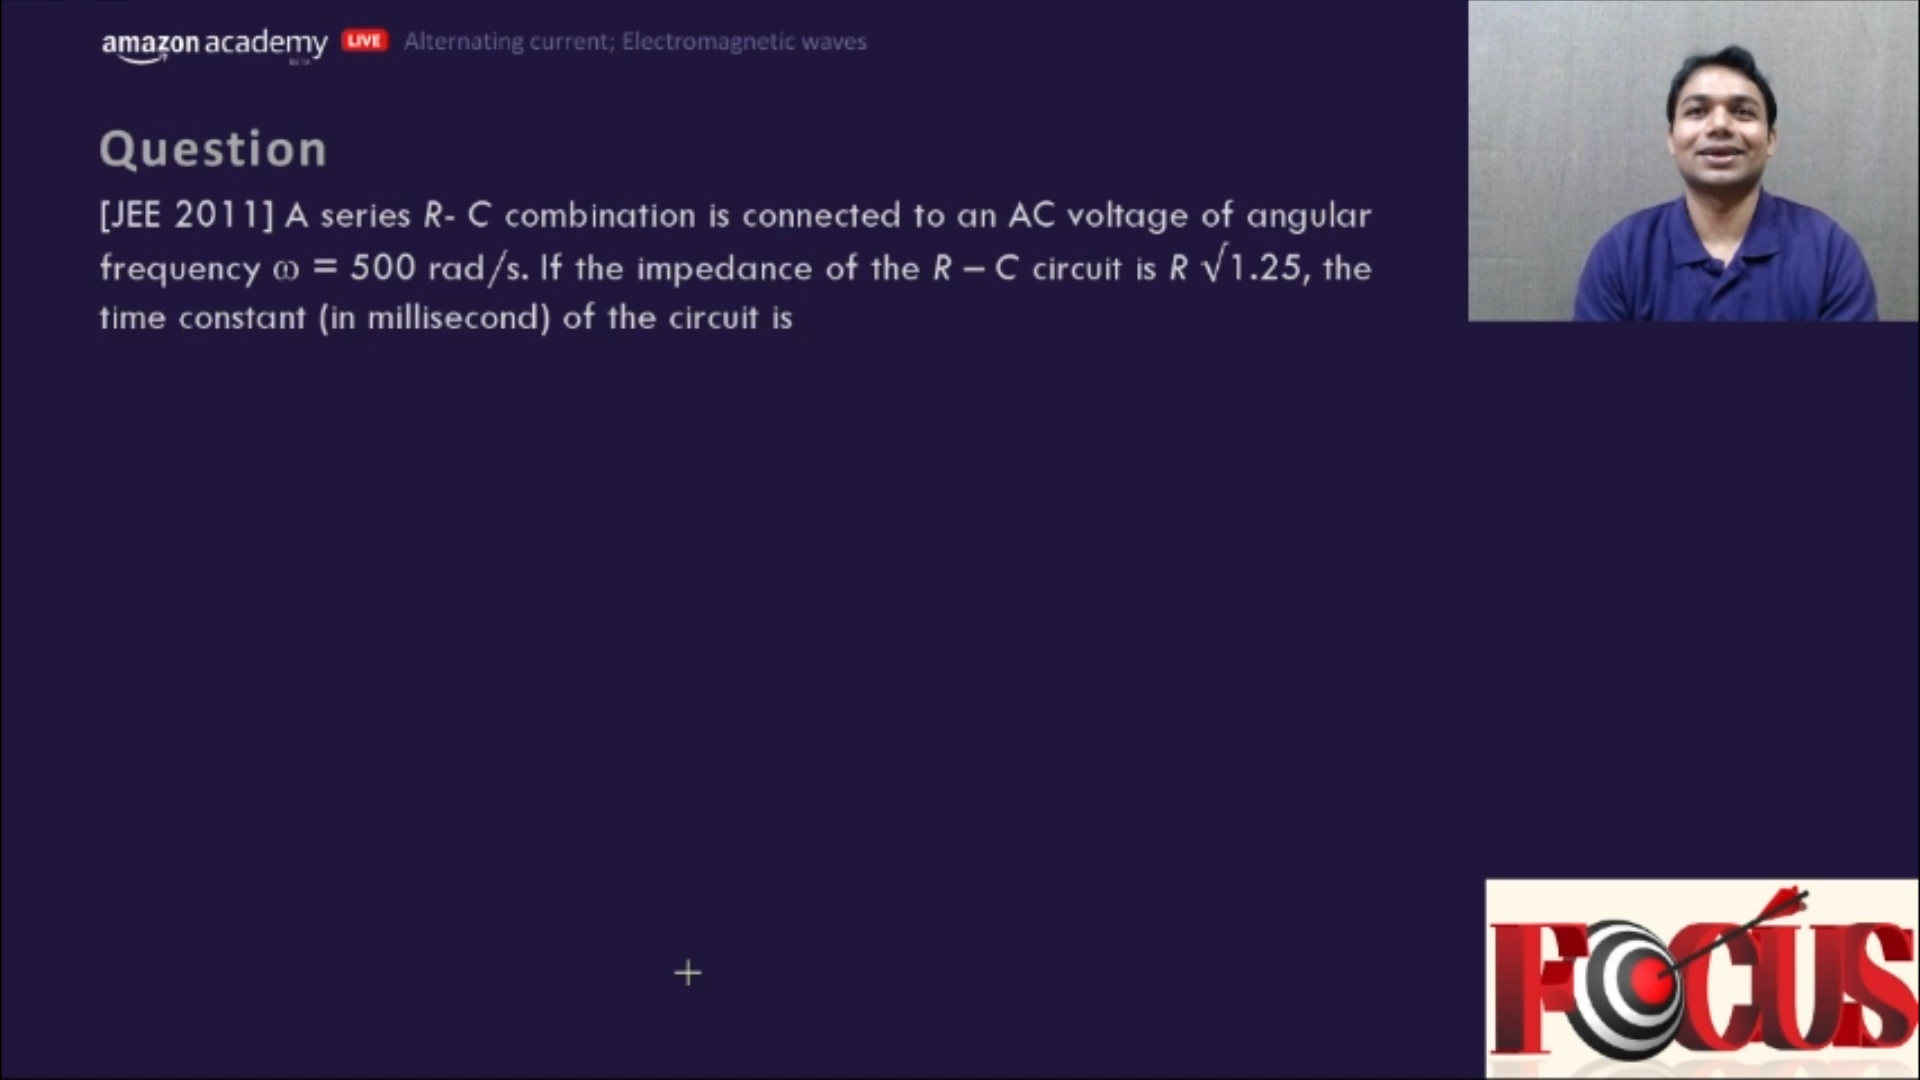 amazon academy LIVE Alternating current; Electromagnetic waves
BETA
Question
[JEE 2011] A series R- C combination is connected to an AC voltage of angular
frequency ω = 500 rad/s. If the impedance of the R – C circuit is R √1.25, the
time constant (in millisecond) of the circuit is
FOCUS